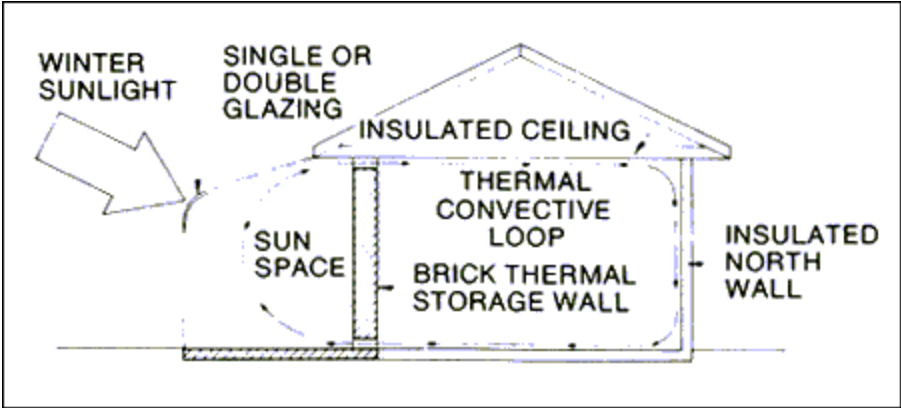 WINTER
SUNLIGHT
SINGLE OR
DOUBLE
GLAZING
INSULATED CEILING
THERMAL
CONVECTIVE
LOOP
SUN
SPACE
BRICK THERMAL
STORAGE WALL
INSULATED
NORTH
WALL